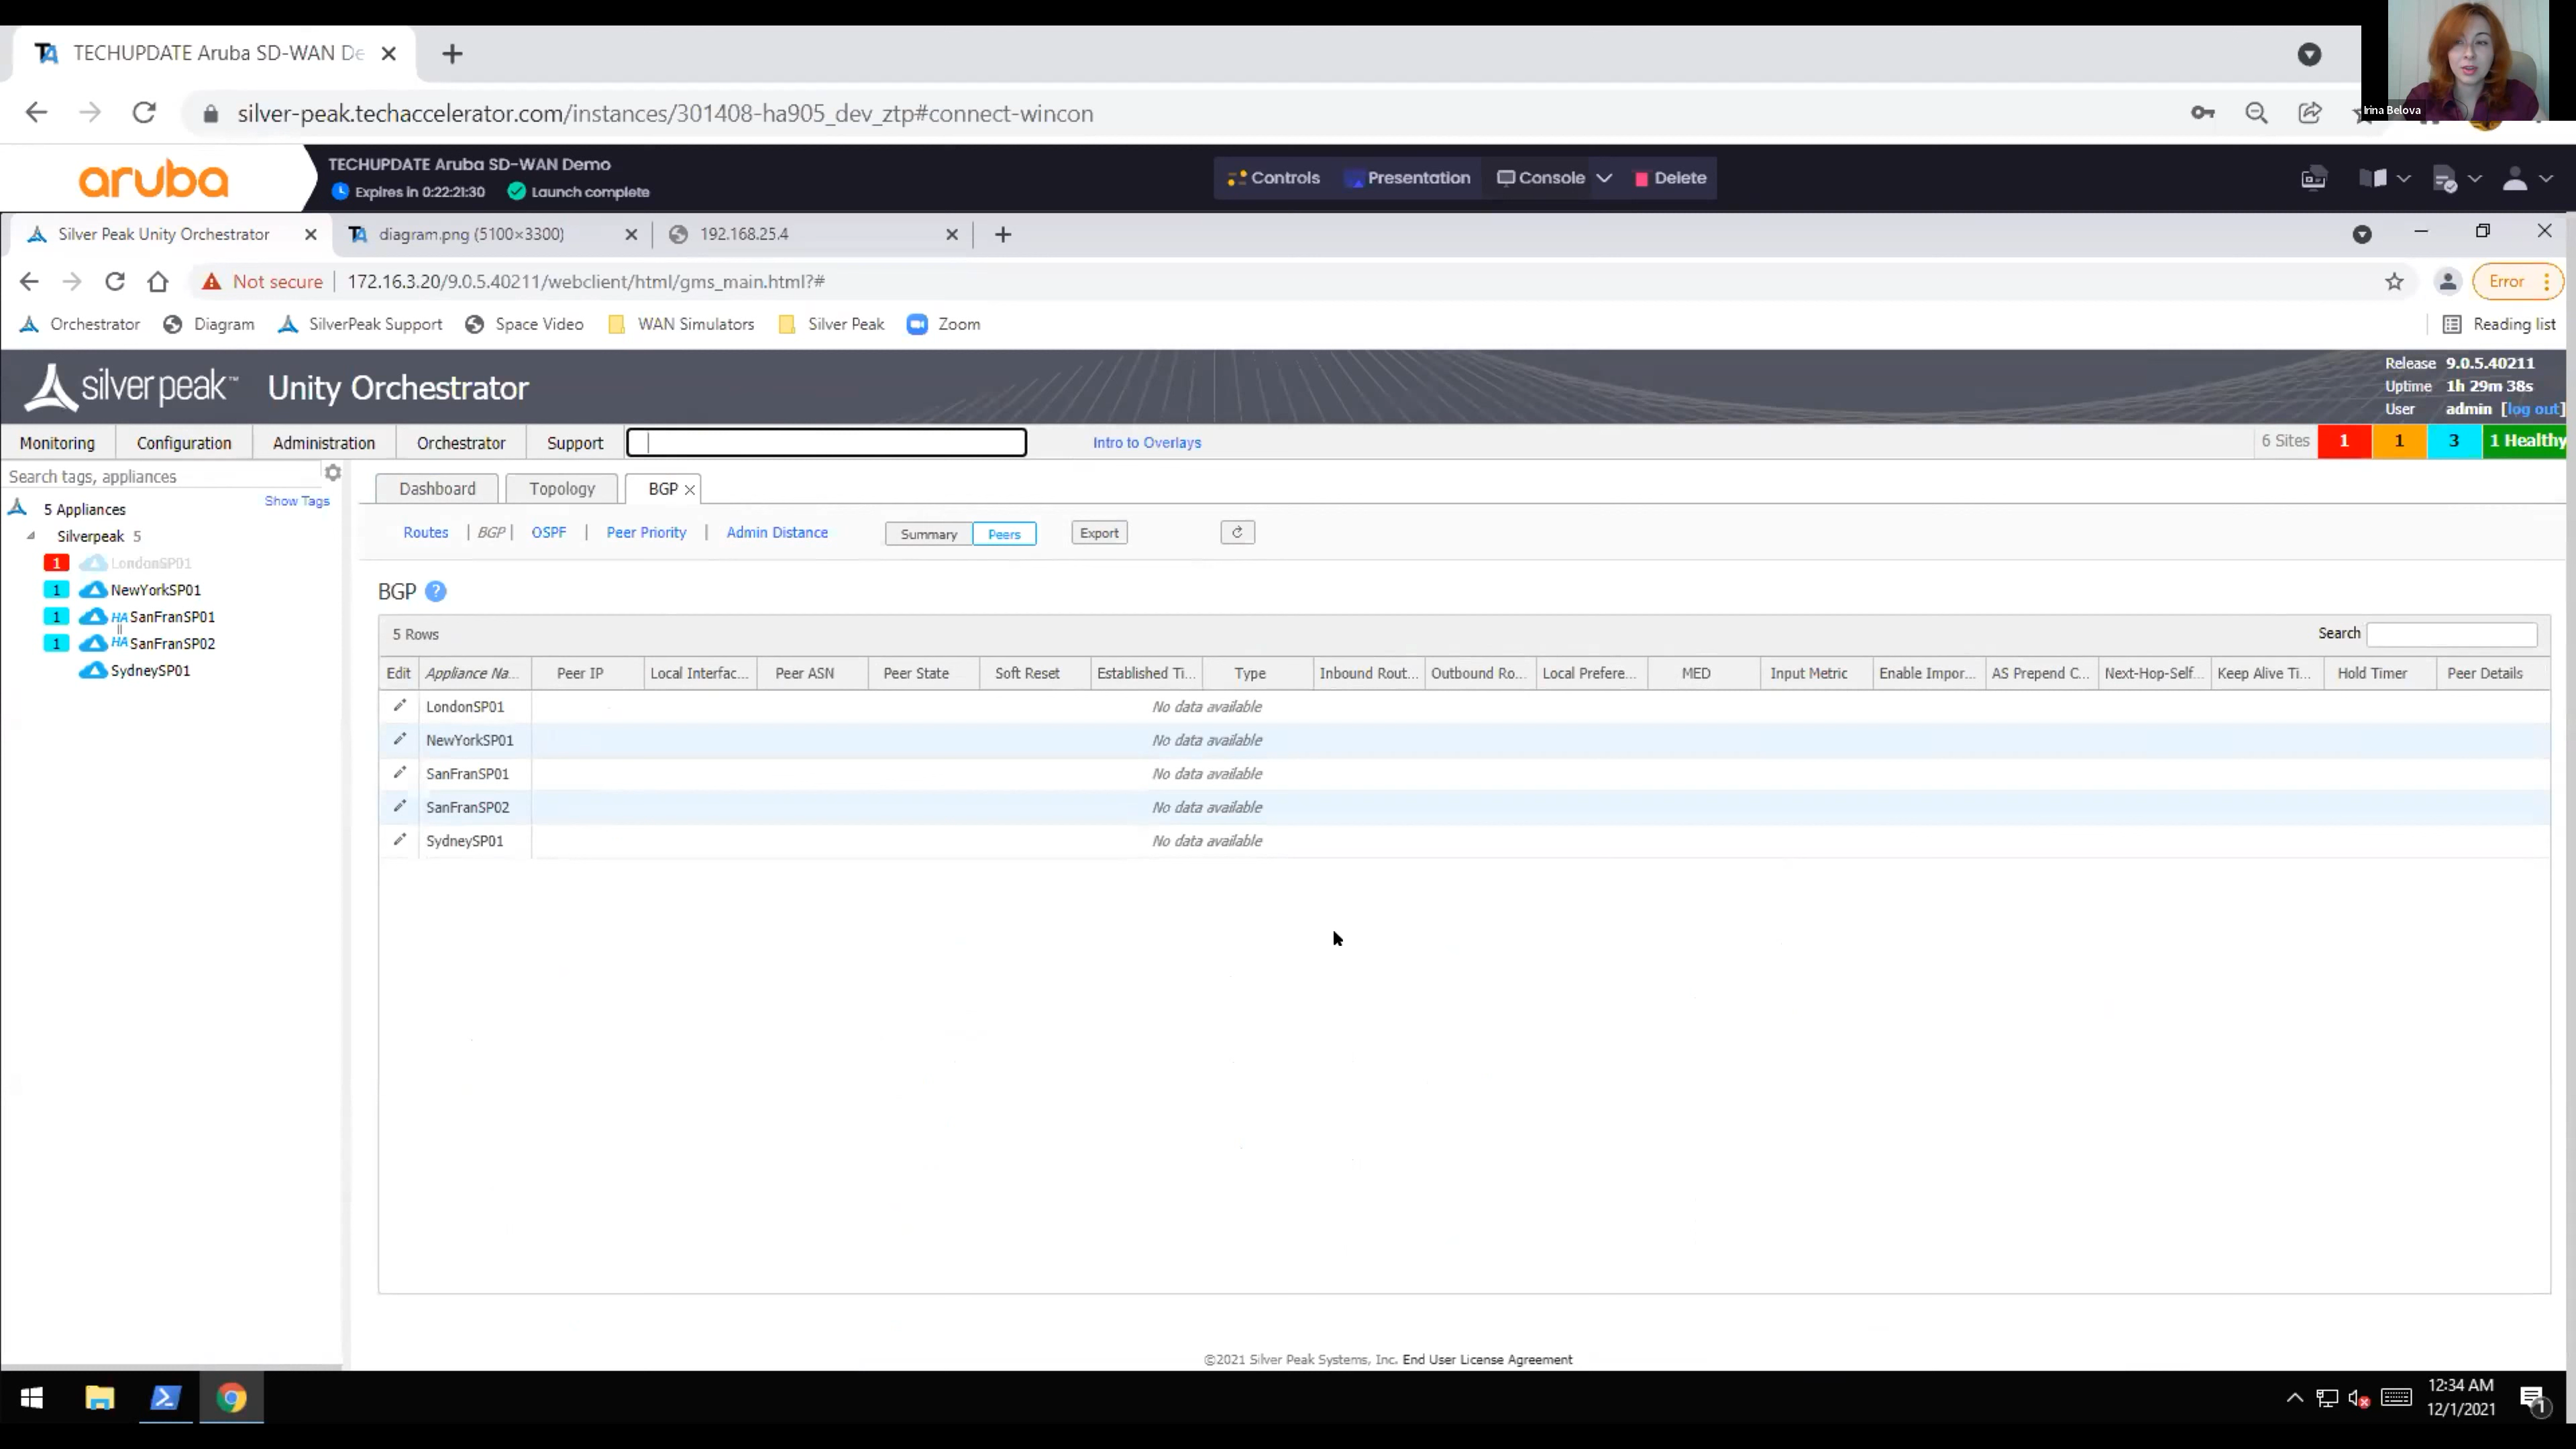 TECHUPDATE Aruba SD-WAN De
silver-peak.techaccelerator.com/instances/301408-ha905_dev_ztp#connect-wincon
Irina Belova
aruba
TECHUPDATE Aruba SD-WAN Demo
Expires in 0:22:21:30 Launch complete
Controls Presentation Console Delete
Silver Peak Unity Orchestrator diagram.png (5100×3300) 192.168.25.4
Not secure 172.16.3.20/9.0.5.40211/webclient/html/gms_main.html?# Error
Orchestrator Diagram SilverPeak Support Space Video WAN Simulators Silver Peak Zoom Reading list
silver peak™ Unity Orchestrator
Release 9.0.5.40211
Uptime 1h 29m 38s
User admin [log out]
Monitoring Configuration Administration Orchestrator Support Intro to Overlays 6 Sites 1 1 3 1 Healthy
Search tags, appliances
Show Tags
5 Appliances
Silverpeak 5
1 LondonSP01
1 NewYorkSP01
1 HA SanFranSP01
1 HA SanFranSP02
SydneySP01
Dashboard Topology BGP
Routes | BGP | OSPF | Peer Priority | Admin Distance Summary Peers Export
BGP ?
5 Rows Search
Edit Appliance Na... Peer IP Local Interfac... Peer ASN Peer State Soft Reset Established Ti... Type Inbound Rout... Outbound Ro... Local Prefere... MED Input Metric Enable Impor... AS Prepend C... Next-Hop-Self... Keep Alive Ti... Hold Timer Peer Details
LondonSP01 No data available
NewYorkSP01 No data available
SanFranSP01 No data available
SanFranSP02 No data available
SydneySP01 No data available
©2021 Silver Peak Systems, Inc. End User License Agreement
12:34 AM
12/1/2021
1